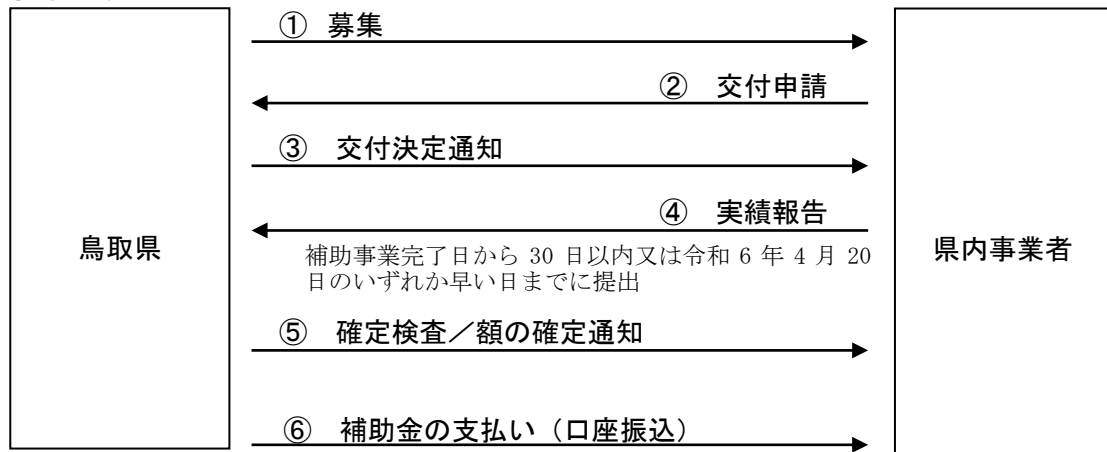 ① 募集
② 交付申請
③ 交付決定通知
④ 実績報告
鳥取県
補助事業完了日から 30 日以内又は令和 6 年 4 月 20
日のいずれか早い日までに提出
県内事業者
⑤ 確定検査／額の確定通知
⑥ 補助金の支払い（口座振込）